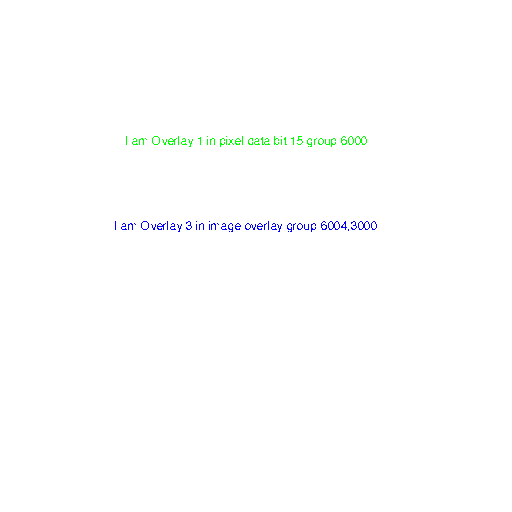 I am Overlay 1 in pixel data bit 15 group 6000
I am Overlay 3 in image overlay group 6004,3000